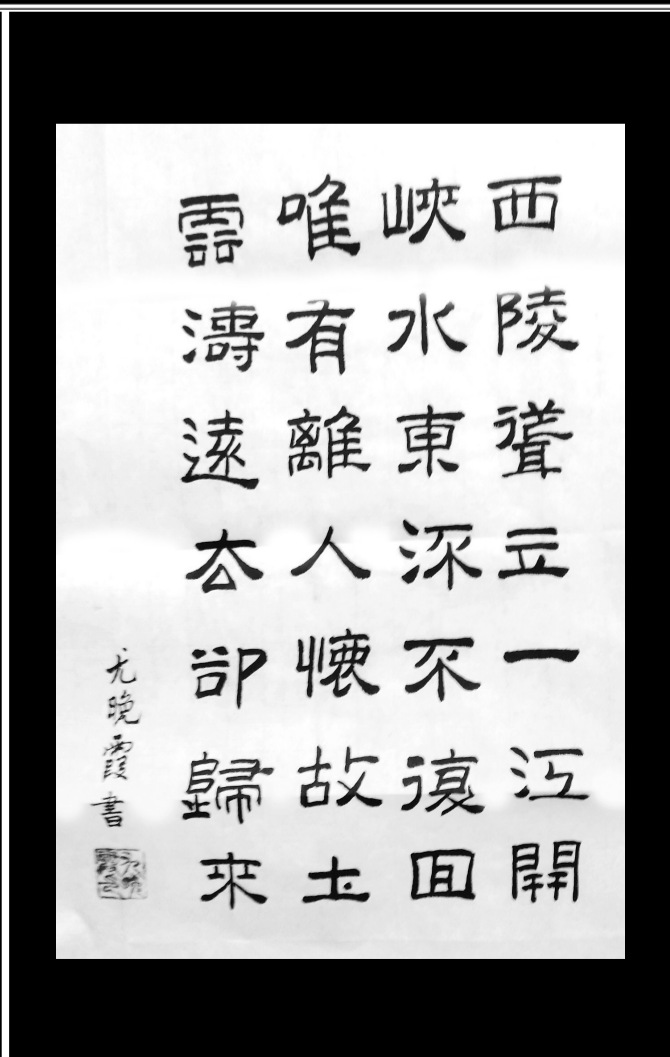 西陵聳立一江開
峽水東流不復回
唯有離人懷故土
雲濤遠去卻歸來
尤晚霞書